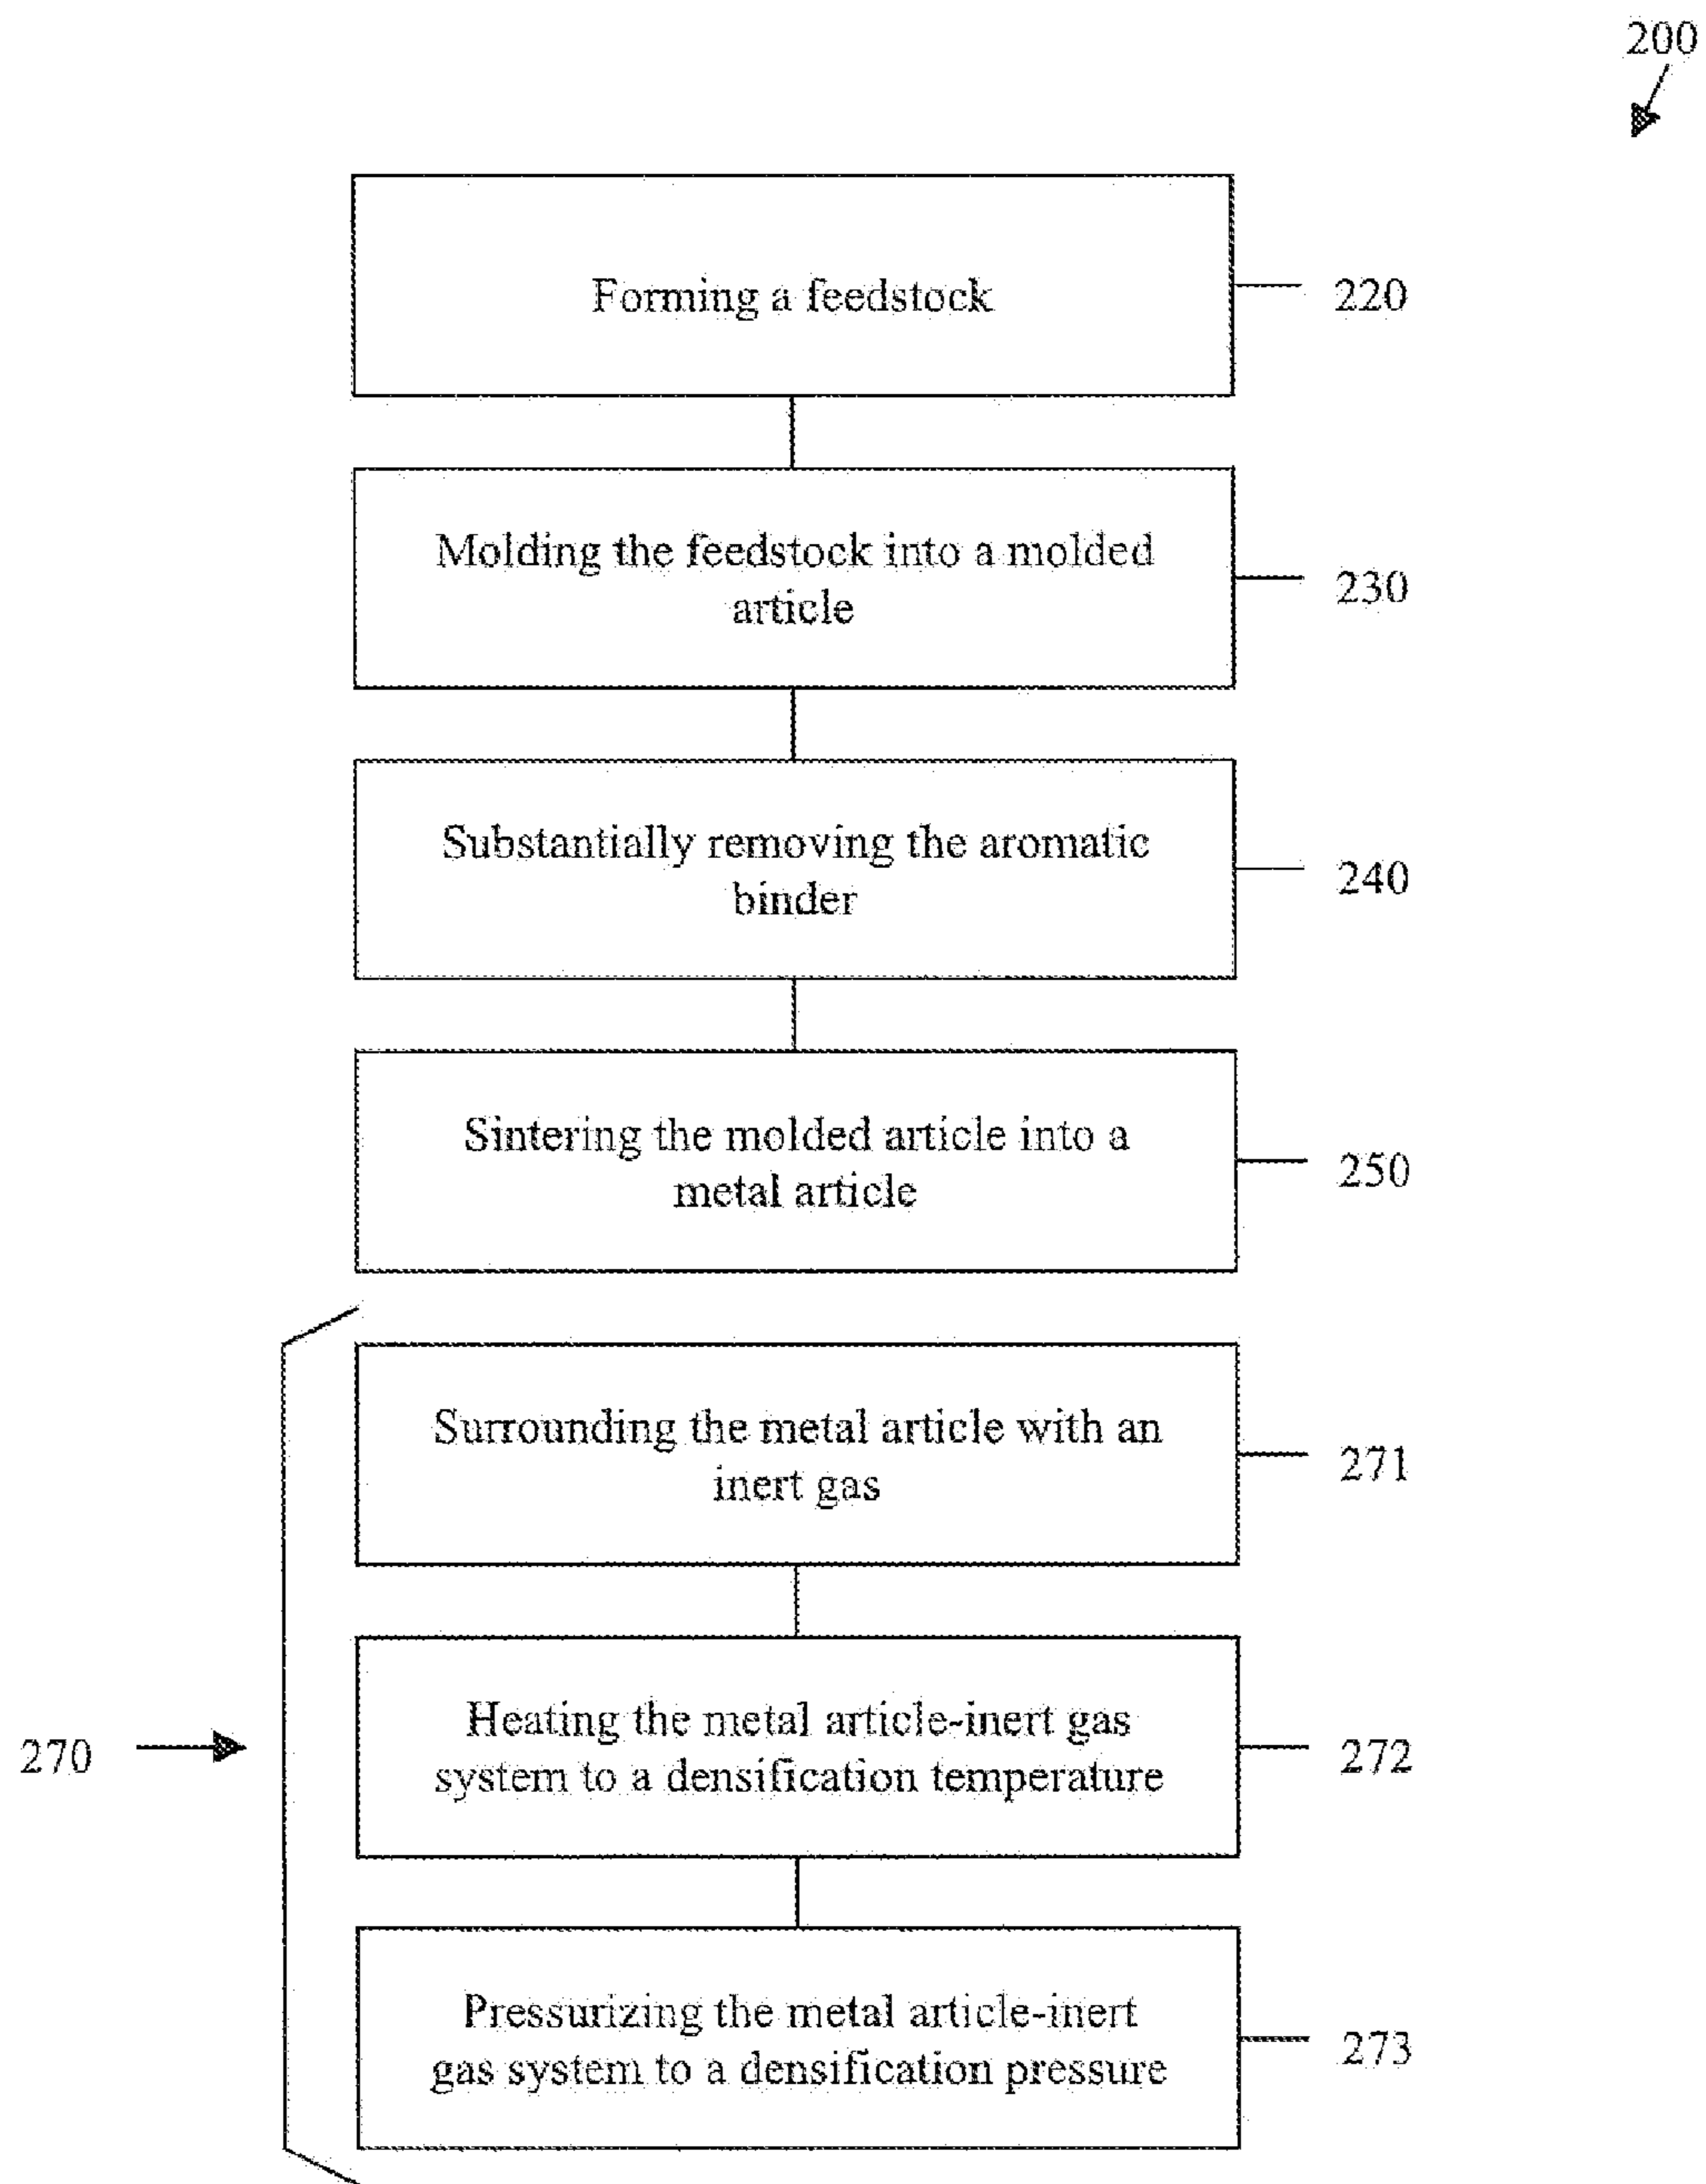 200
Forming a feedstock
220
Molding the feedstock into a molded
article
230
Substantially removing the aromatic
binder
240
Sintering the molded article into a
metal article
250
Surrounding the metal article with an
inert gas
271
Heating the metal article-inert gas
system to a densification temperature
272
270
Pressurizing the metal article-inert
gas system to a densification pressure
273